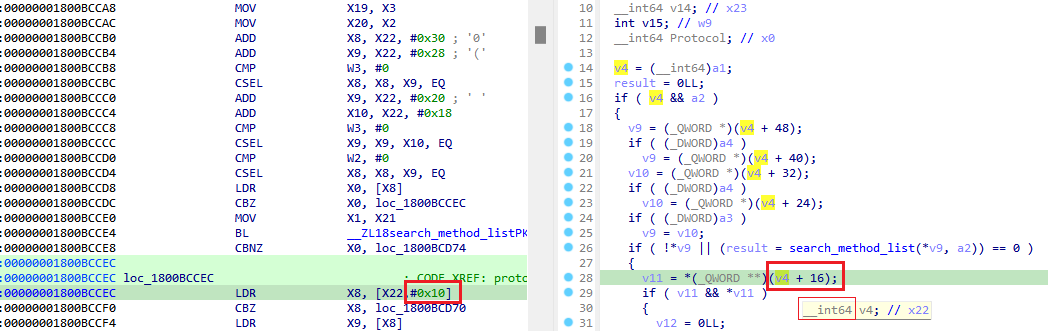 :00000001800BCCA8 MOV X19, X3
:00000001800BCCAC MOV X20, X2
:00000001800BCCB0 ADD X8, X22, #0x30 ; '0'
:00000001800BCCB4 ADD X9, X22, #0x28 ; '('
:00000001800BCCB8 CMP W3, #0
:00000001800BCCBC CSEL X8, X8, X9, EQ
:00000001800BCCC0 ADD X9, X22, #0x20 ; ' '
:00000001800BCCC4 ADD X10, X22, #0x18
:00000001800BCCC8 CMP W3, #0
:00000001800BCCCC CSEL X9, X9, X10, EQ
:00000001800BCCD0 CMP W2, #0
:00000001800BCCD4 CSEL X8, X8, X9, EQ
:00000001800BCCD8 LDR X0, [X8]
:00000001800BCCDC CBZ X0, loc_1800BCCEC
:00000001800BCCE0 MOV X1, X21
:00000001800BCCE4 BL __ZL18search_method_listPK
:00000001800BCCE8 CBNZ X0, loc_1800BCD74
:00000001800BCCEC
:00000001800BCCEC loc_1800BCCEC ; CODE XREF: proto
:00000001800BCCEC LDR X8, [X22,#0x10]
:00000001800BCCF0 CBZ X8, loc_1800BCD70
:00000001800BCCF4 LDR X9, [X8]
10 __int64 v14; // x23
11 int v15; // w9
12 __int64 Protocol; // x0
13
14 v4 = (__int64)a1;
15 result = 0LL;
16 if ( v4 && a2 )
17 {
18 v9 = (_QWORD *)(v4 + 48);
19 if ( (_DWORD)a4 )
20 v9 = (_QWORD *)(v4 + 40);
21 v10 = (_QWORD *)(v4 + 32);
22 if ( (_DWORD)a4 )
23 v10 = (_QWORD *)(v4 + 24);
24 if ( (_DWORD)a3 )
25 v9 = v10;
26 if ( !*v9 || (result = search_method_list(*v9, a2)) == 0 )
27 {
28 v11 = *(_QWORD **)(v4 + 16);
29 if ( v11 && *v11 )
30 {
__int64 v4; // x22
31 v12 = 0LL;